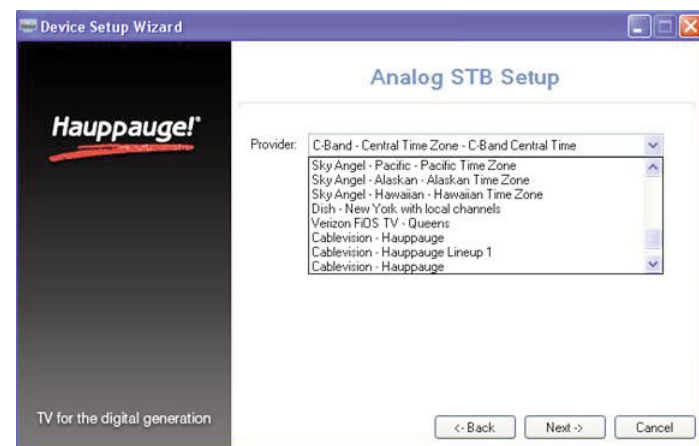 Device Setup Wizard
Analog STB Setup
Hauppauge!
Provider: C-Band - Central Time Zone - C-Band Central Time
Sky Angel - Pacific - Pacific Time Zone
Sky Angel - Alaskan - Alaskan Time Zone
Sky Angel - Hawaiian - Hawaiian Time Zone
Dish - New York with local channels
Verizon FiOS TV - Queens
Cablevision - Hauppauge
Cablevision - Hauppauge Lineup 1
Cablevision - Hauppauge
TV for the digital generation
<- Back Next -> Cancel